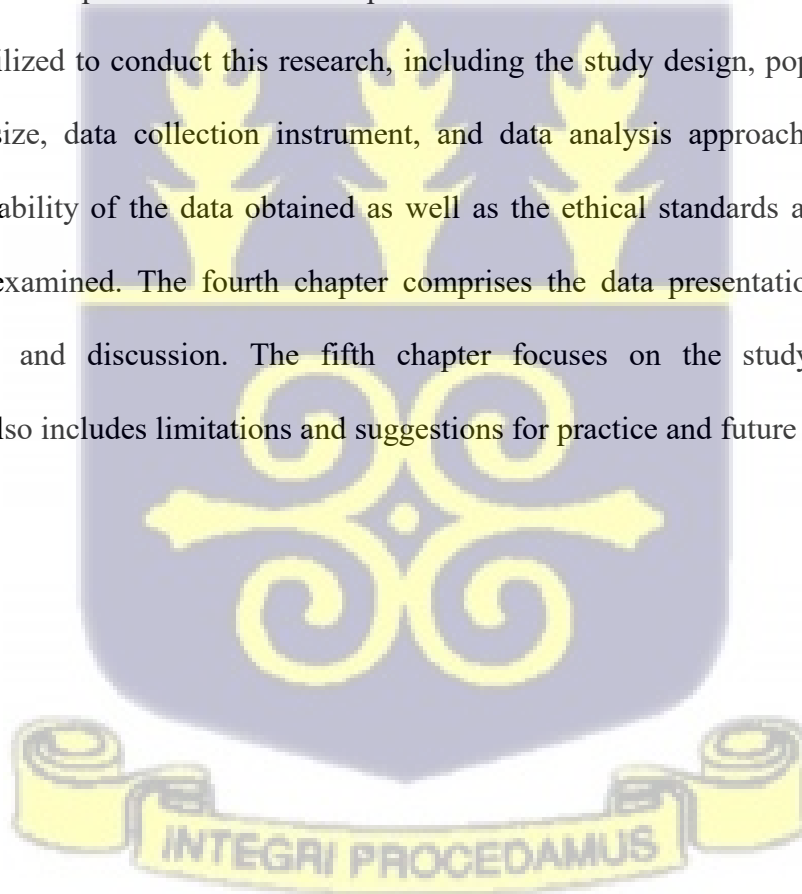 ilized to conduct this research, including the study design, pop
size, data collection instrument, and data analysis approach
ability of the data obtained as well as the ethical standards a
examined. The fourth chapter comprises the data presentatio
and discussion. The fifth chapter focuses on the study
lso includes limitations and suggestions for practice and future
INTEGRI PROCEDAMUS